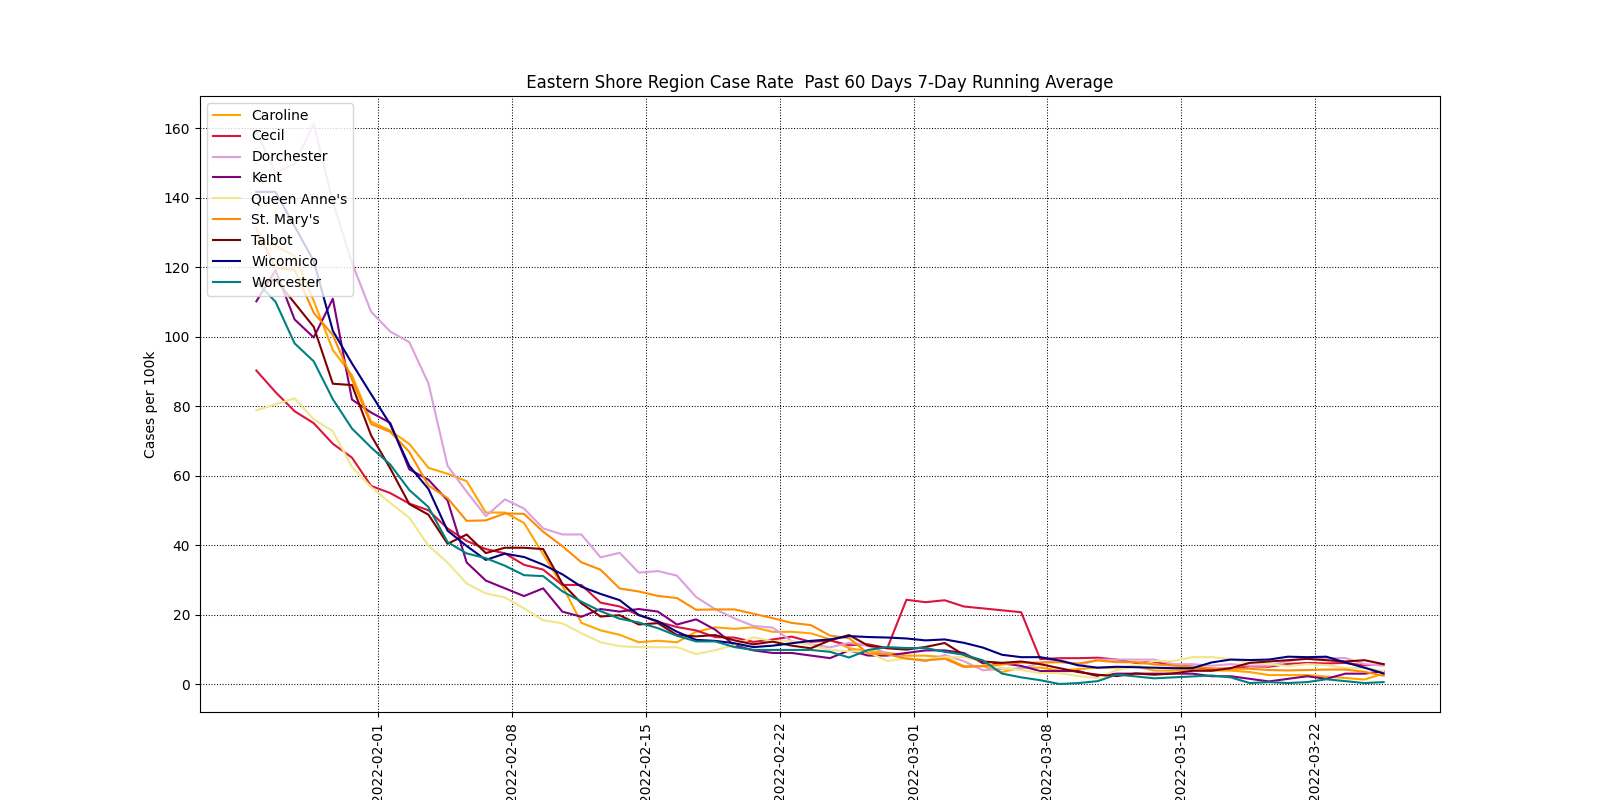 Eastern Shore Region Case Rate  Past 60 Days 7-Day Running Average
Caroline
Cecil
Dorchester
Kent
Queen Anne's
St. Mary's
Talbot
Wicomico
Worcester
Cases per 100k
160
140
120
100
80
60
40
20
0
2022-02-01
2022-02-08
2022-02-15
2022-02-22
2022-03-01
2022-03-08
2022-03-15
2022-03-22